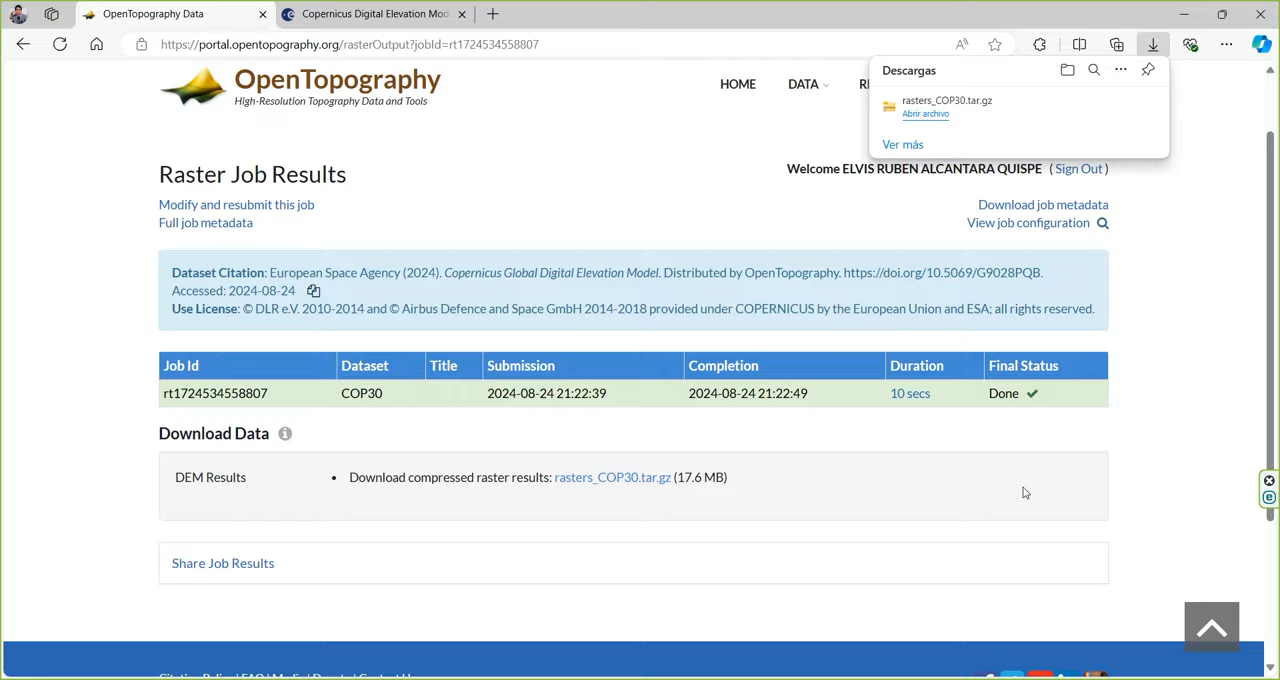 OpenTopography Data
Copernicus Digital Elevation Mod
https://portal.opentopography.org/rasterOutput?jobId=rt1724534558807
OpenTopography
High-Resolution Topography Data and Tools
HOME
DATA
Descargas
rasters_COP30.tar.gz
Abrir archivo
Ver más
Raster Job Results
Welcome ELVIS RUBEN ALCANTARA QUISPE (Sign Out)
Modify and resubmit this job
Download job metadata
Full job metadata
View job configuration
Dataset Citation: European Space Agency (2024). Copernicus Global Digital Elevation Model. Distributed by OpenTopography. https://doi.org/10.5069/G9028PQB.
Accessed: 2024-08-24
Use License: © DLR e.V. 2010-2014 and © Airbus Defence and Space GmbH 2014-2018 provided under COPERNICUS by the European Union and ESA; all rights reserved.
Job Id Dataset Title Submission Completion Duration Final Status
rt1724534558807 COP30 2024-08-24 21:22:39 2024-08-24 21:22:49 10 secs Done
Download Data
DEM Results
• Download compressed raster results: rasters_COP30.tar.gz (17.6 MB)
Share Job Results